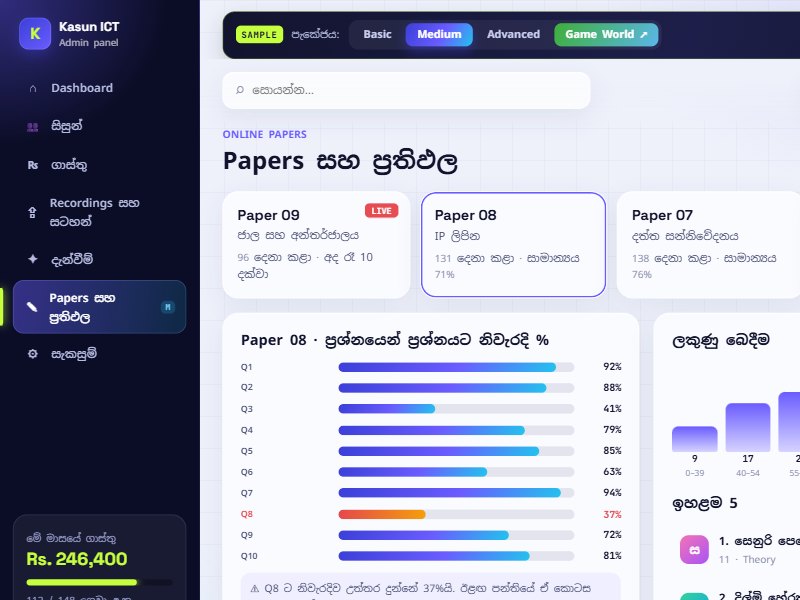 K
Kasun ICT
Admin panel
Dashboard
සිසුන්
Rs ගාස්තු
Recordings සහ
සටහන්
දැන්වීම්
Papers සහ
ප්‍රතිඵල
M
සැකසුම්
මේ මාසයේ ගාස්තු
Rs. 246,400
SAMPLE පැකේජය: Basic Medium Advanced Game World ↗
සොයන්න...
ONLINE PAPERS
Papers සහ ප්‍රතිඵල
Paper 09 LIVE
ජාල සහ අන්තර්ජාලය
96 දෙනා කළා · අද රෑ 10
දක්වා
Paper 08
IP ලිපින
131 දෙනා කළා · සාමාන්‍යය
71%
Paper 07
දත්ත සන්නිවේදනය
138 දෙනා කළා · සාමාන්‍යය
76%
Paper 08 · ප්‍රශ්නයෙන් ප්‍රශ්නයට නිවැරදි %
Q1 92%
Q2 88%
Q3 41%
Q4 79%
Q5 85%
Q6 63%
Q7 94%
Q8 37%
Q9 72%
Q10 81%
⚠ Q8 ට නිවැරදිව උත්තර දුන්නේ 37%යි. ඊළඟ පන්තියේ ඒ කොටස
ලකුණු බෙදීම
9 17 2
0–39 40–54 55
ඉහළම 5
ස
1. සෙනුරි
11 · Theory